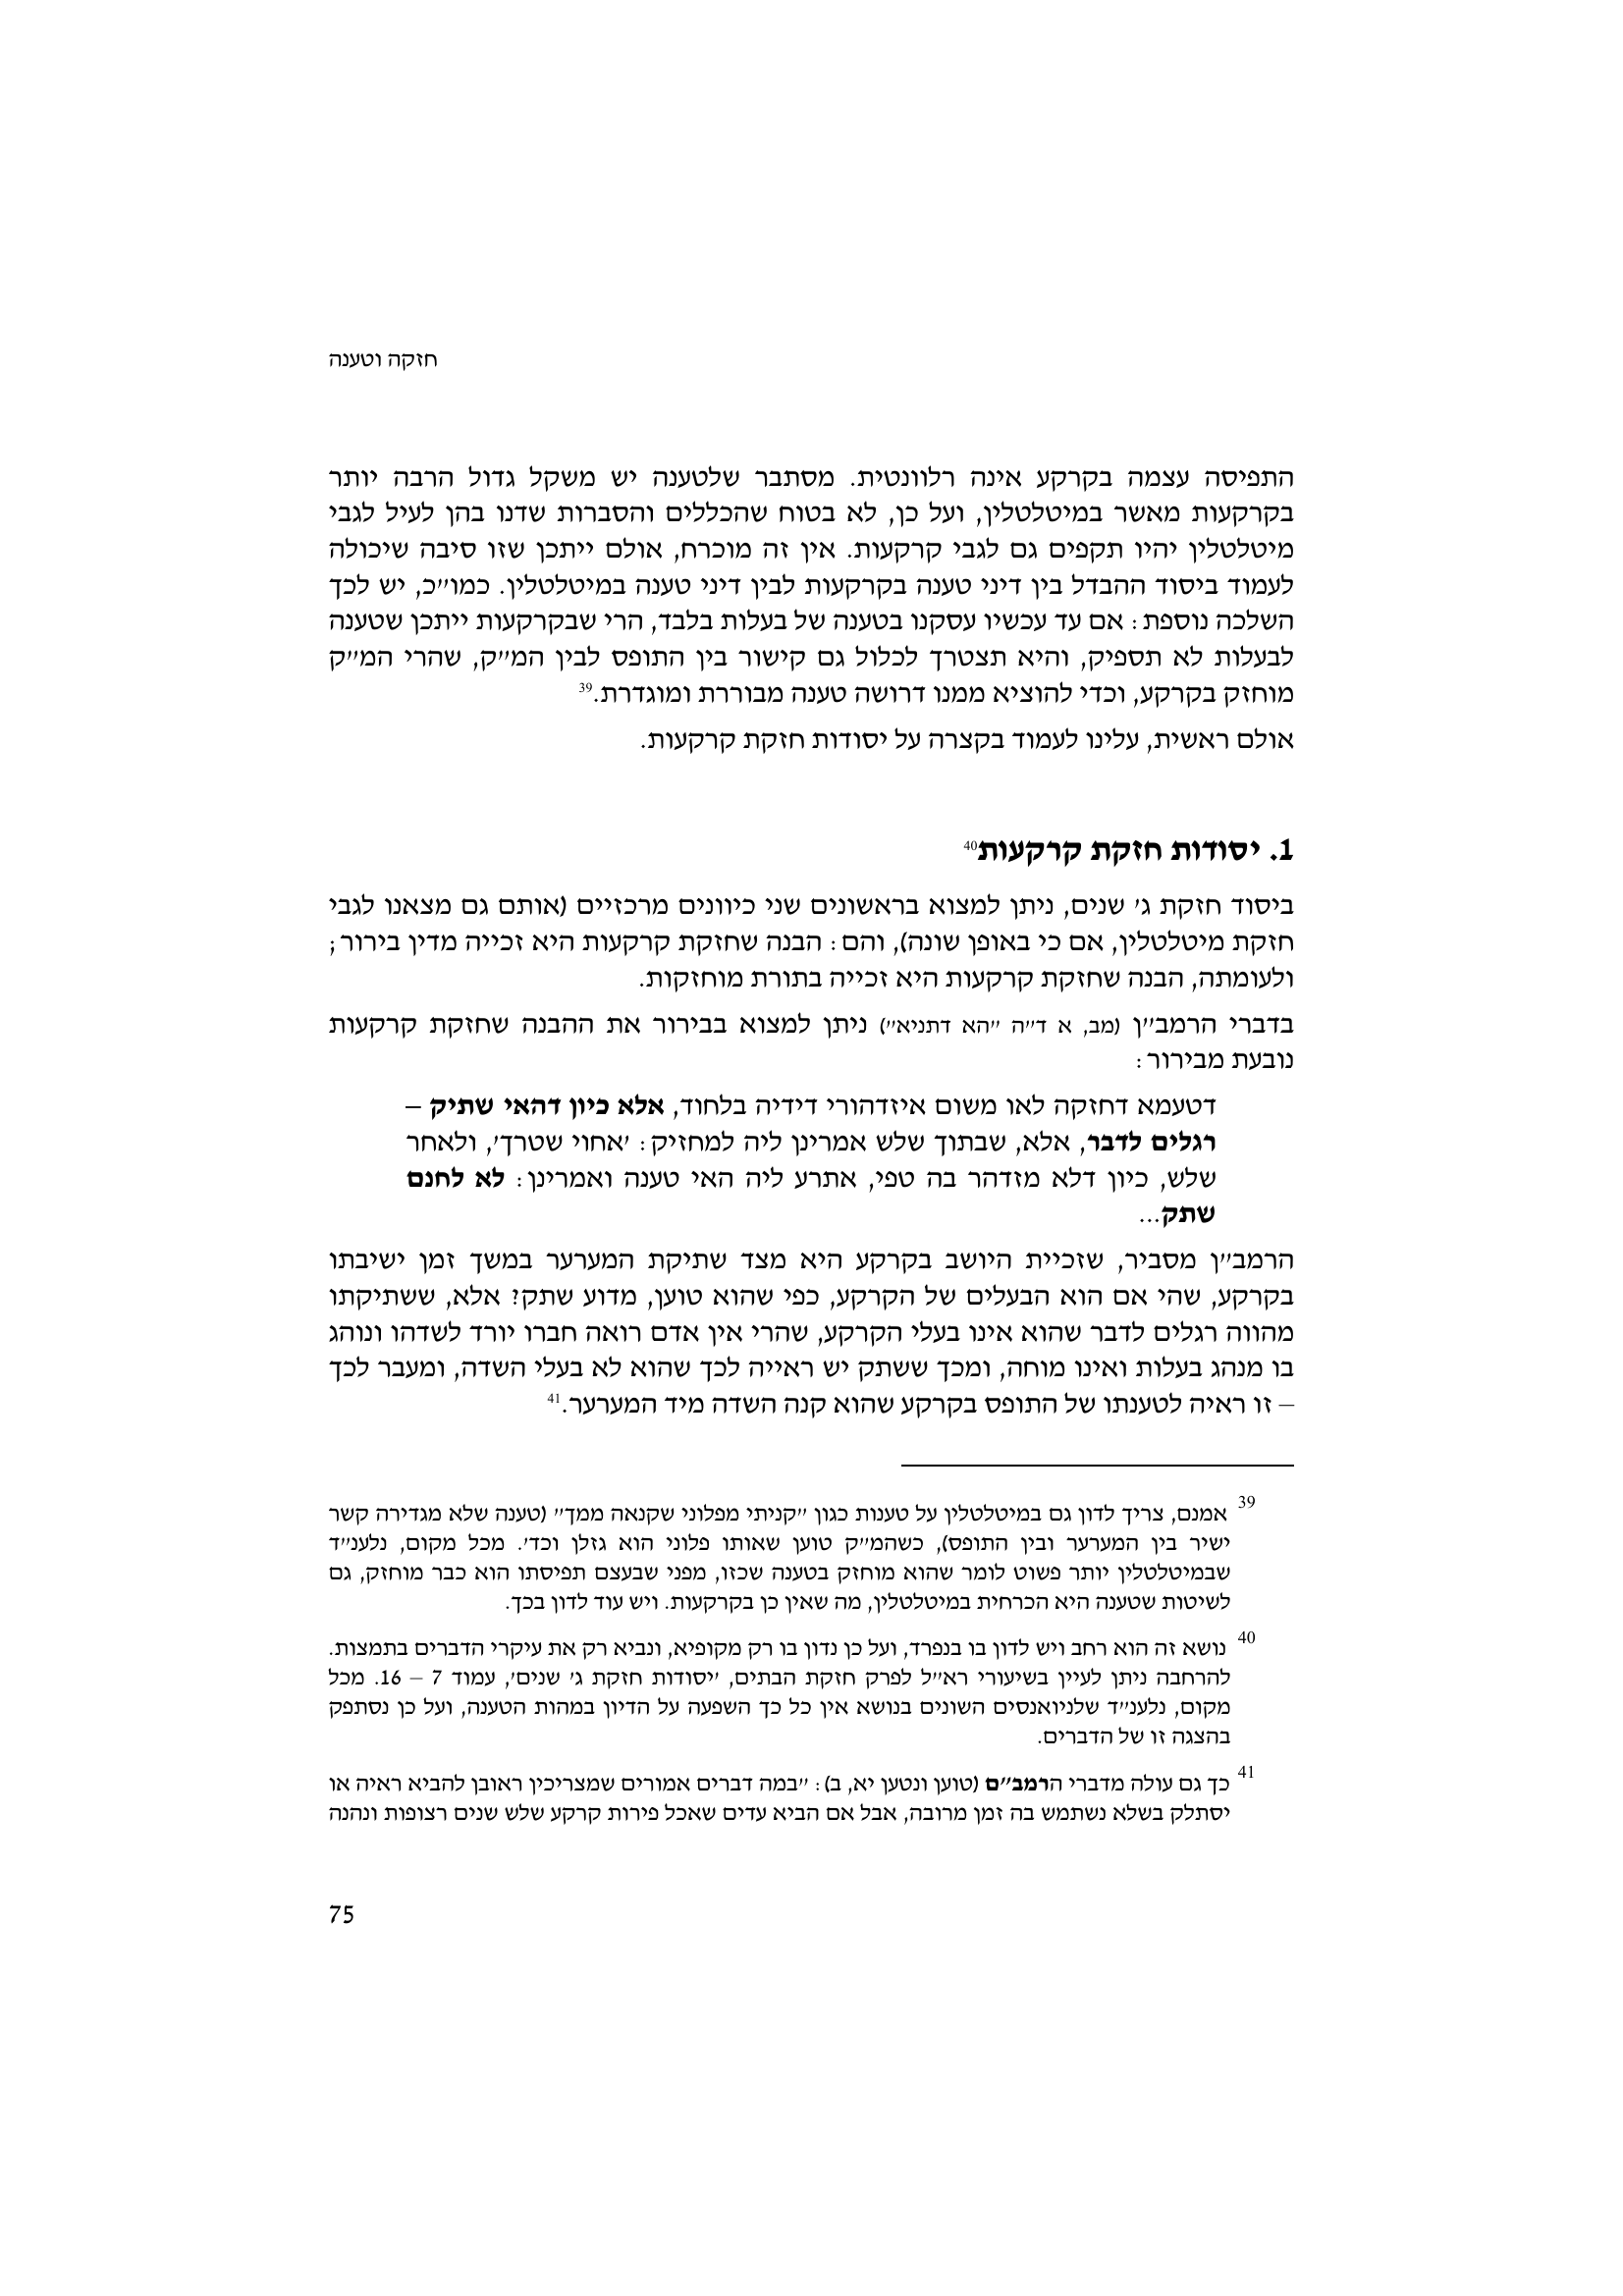 חזקה וטענה
התפיסה עצמה בקרקע אינה רלוונטית. מסתבר שלטענה יש משקל גדול הרבה יותר
בקרקעות מאשר במיטלטלין, ועל כן, לא בטוח שהכללים והסברות שדנו בהן לעיל לגבי
מיטלטלין יהיו תקפים גם לגבי קרקעות. אין זה מוכרח, אולם ייתכן שזו סיבה שיכולה
לעמוד ביסוד ההבדל בין דיני טענה בקרקעות לבין דיני טענה במיטלטלין. כמו״כ, יש לכך
השלכה נוספת: אם עד עכשיו עסקנו בטענה של בעלות בלבד, הרי שבקרקעות ייתכן שטענה
לבעלות לא תספיק, והיא תצטרך לכלול גם קישור בין התופס לבין המ״ק, שהרי המ״ק
מוחזק בקרקע, וכדי להוציא ממנו דרושה טענה מבוררת ומוגדרת.39
אולם ראשית, עלינו לעמוד בקצרה על יסודות חזקת קרקעות.
1. יסודות חזקת קרקעות40
ביסוד חזקת ג׳ שנים, ניתן למצוא בראשונים שני כיוונים מרכזיים (אותם גם מצאנו לגבי
חזקת מיטלטלין, אם כי באופן שונה), והם: הבנה שחזקת קרקעות היא זכייה מדין בירור;
ולעומתה, הבנה שחזקת קרקעות היא זכייה בתורת מוחזקות.
בדברי הרמב״ן (מב, א ד״ה ״הא דתניא״) ניתן למצוא בבירור את ההבנה שחזקת קרקעות
נובעת מבירור:
דטעמא דחזקה לאו משום איזדהורי דידיה בלחוד, אלא כיון דהאי שתיק –
רגלים לדבר, אלא, שבתוך שלש אמרינן ליה למחזיק: ׳אחוי שטרך׳, ולאחר
שלש, כיון דלא מזדהר בה טפי, אתרע ליה האי טענה ואמרינן: לא לחנם
שתק...
הרמב״ן מסביר, שזכיית היושב בקרקע היא מצד שתיקת המערער במשך זמן ישיבתו
בקרקע, שהי אם הוא הבעלים של הקרקע, כפי שהוא טוען, מדוע שתק? אלא, ששתיקתו
מהווה רגלים לדבר שהוא אינו בעלי הקרקע, שהרי אין אדם רואה חברו יורד לשדהו ונוהג
בו מנהג בעלות ואינו מוחה, ומכך ששתק יש ראייה לכך שהוא לא בעלי השדה, ומעבר לכך
– זו ראיה לטענתו של התופס בקרקע שהוא קנה השדה מיד המערער.41
39 אמנם, צריך לדון גם במיטלטלין על טענות כגון ״קניתי מפלוני שקנאה ממך״ (טענה שלא מגדירה קשר
ישיר בין המערער ובין התופס), כשהמ״ק טוען שאותו פלוני הוא גזלן וכד׳. מכל מקום, נלענ״ד
שבמיטלטלין יותר פשוט לומר שהוא מוחזק בטענה שכזו, מפני שבעצם תפיסתו הוא כבר מוחזק, גם
לשיטות שטענה היא הכרחית במיטלטלין, מה שאין כן בקרקעות. ויש עוד לדון בכך.
40 נושא זה הוא רחב ויש לדון בו בנפרד, ועל כן נדון בו רק מקופיא, ונביא רק את עיקרי הדברים בתמצות.
להרחבה ניתן לעיין בשיעורי רא״ל לפרק חזקת הבתים, ׳יסודות חזקת ג׳ שנים׳, עמוד 7 – 16. מכל
מקום, נלענ״ד שלניואנסים השונים בנושא אין כל כך השפעה על הדיון במהות הטענה, ועל כן נסתפק
בהצגה זו של הדברים.
41 כך גם עולה מדברי הרמב״ם (טוען ונטען יא, ב): ״במה דברים אמורים שמצריכין ראובן להביא ראיה או
יסתלק בשלא נשתמש בה זמן מרובה, אבל אם הביא עדים שאכל פירות קרקע שלש שנים רצופות ונהנה
75